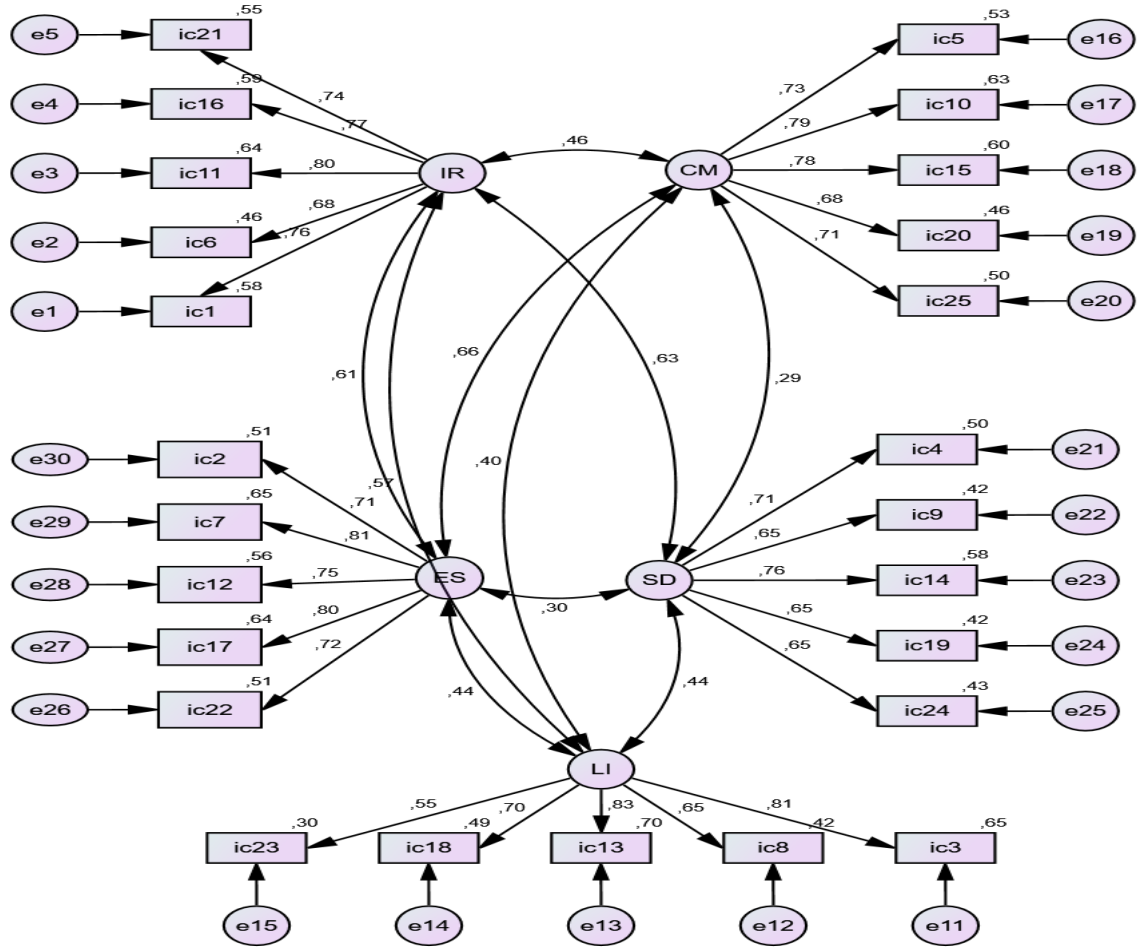 ,55
e5 ic21
,59
e4 ic16 ,74
,77
,64
e3 ic11 ,80 IR
,46 ,68
e2 ic6 ,76
,58
e1 ic1
,46
,53
CM ic5 e16
,73
,63
,79 ic10 e17
,60
,78 ic15 e18
,46
,68 ic20 e19
,71
,50
ic25 e20
,61
,66
,63
,29
,40
,57
,51
e30 ic2
,71
,65
e29 ic7
,81
,56
e28 ic12 ,75 ES
,64
e27 ic17 ,80
,72
,51
e26 ic22
,30
,50
SD ic4 e21
,71
,42
,65 ic9 e22
,58
,76 ic14 e23
,42
,65 ic19 e24
,65
,43
ic24 e25
,44
,44
LI
,55 ,70 ,83 ,65 ,81
,30 ,49 ,70 ,42 ,65
ic23 ic18 ic13 ic8 ic3
e15 e14 e13 e12 e11